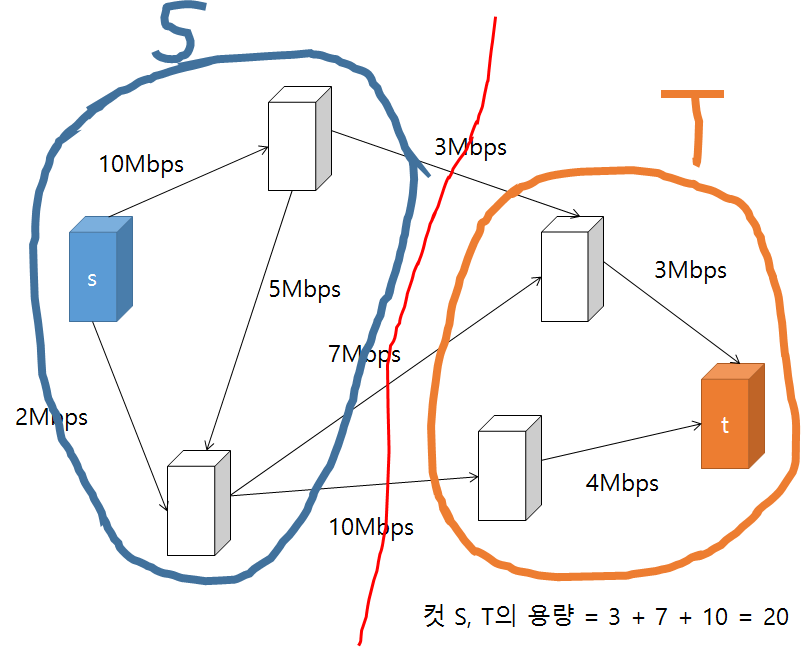 S
T
10Mbps
3Mbps
s
5Mbps
3Mbps
7Mbps
2Mbps
t
4Mbps
10Mbps
컷 S, T의 용량 = 3 + 7 + 10 = 20